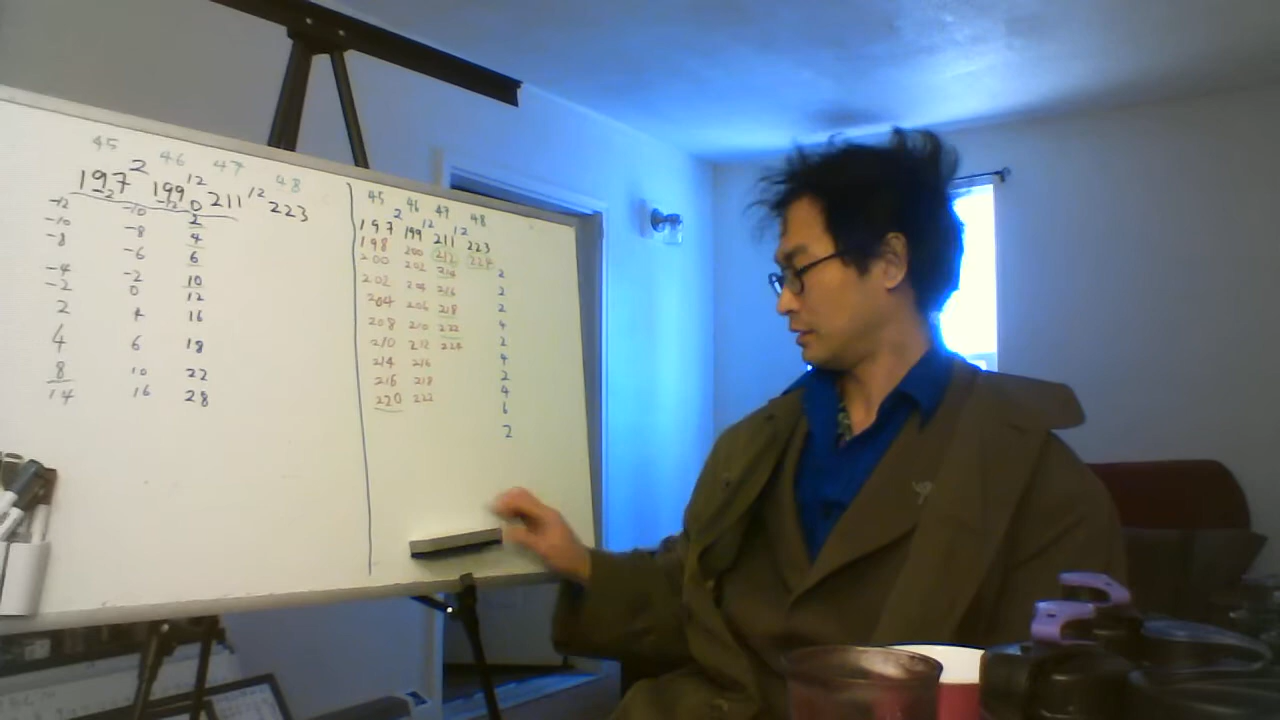 45 46 47 48
2 12 12
197 199 211 223
2 12 0
-12 -10 2
-10 -8 4
-8 -6 6
-4 -2 10
-2 0 12
2 4 16
4 6 18
8 10 22
14 16 28
45 46 47 48
2 12 12
197 199 211 223
198 200 212 224
200 202 214 2
202 204 216 2
204 206 218 2
208 210 222 4
210 212 224 2
214 216 4
216 218 2
220 222 4
6
2